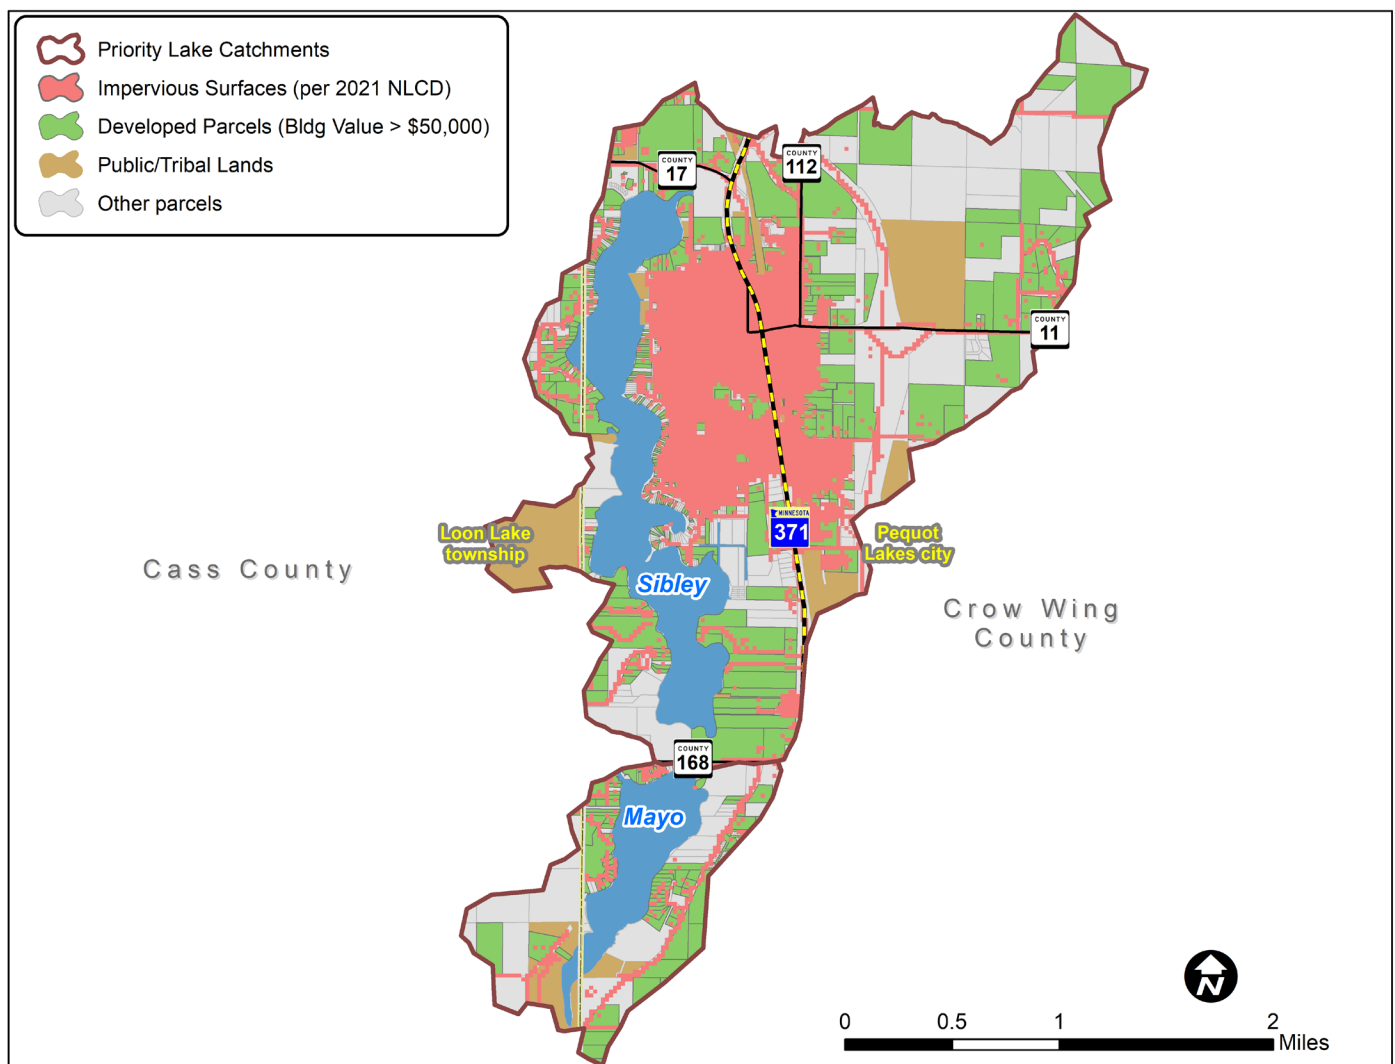 Priority Lake Catchments
Impervious Surfaces (per 2021 NLCD)
Developed Parcels (Bldg Value > $50,000)
Public/Tribal Lands
Other parcels
COUNTY
17
COUNTY
112
COUNTY
11
MINNESOTA
371
Loon Lake
township
Pequot
Lakes city
Cass County
Sibley
Crow Wing
County
COUNTY
168
Mayo
N
0 0.5 1 2
Miles